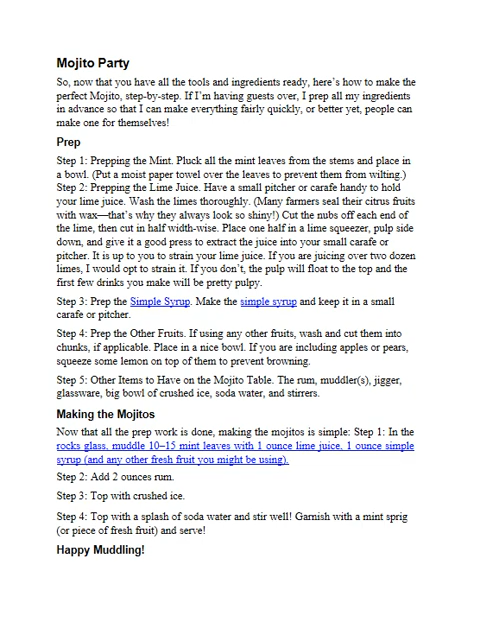 Mojito Party
So, now that you have all the tools and ingredients ready, here's how to make the
perfect Mojito, step-by-step. If I'm having guests over, I prep all my ingredients
in advance so that I can make everything fairly quickly, or better yet, people can
make one for themselves!
Prep
Step 1: Prepping the Mint. Pluck all the mint leaves from the stems and place in
a bowl. (Put a moist paper towel over the leaves to prevent them from wilting.)
Step 2: Prepping the Lime Juice. Have a small pitcher or carafe handy to hold
your lime juice. Wash the limes thoroughly. (Many farmers seal their citrus fruits
with wax—that's why they always look so shiny!) Cut the nubs off each end of
the lime, then cut in half width-wise. Place one half in a lime squeezer, pulp side
down, and give it a good press to extract the juice into your small carafe or
pitcher. It is up to you to strain your lime juice. If you are juicing over two dozen
limes, I would opt to strain it. If you don't, the pulp will float to the top and the
first few drinks you make will be pretty pulpy.
Step 3: Prep the Simple Syrup. Make the simple syrup and keep it in a small
carafe or pitcher.
Step 4: Prep the Other Fruits. If using any other fruits, wash and cut them into
chunks, if applicable. Place in a nice bowl. If you are including apples or pears,
squeeze some lemon on top of them to prevent browning.
Step 5: Other Items to Have on the Mojito Table. The rum, muddler(s), jigger,
glassware, big bowl of crushed ice, soda water, and stirrers.
Making the Mojitos
Now that all the prep work is done, making the mojitos is simple: Step 1: In the
rocks glass, muddle 10–15 mint leaves with 1 ounce lime juice, 1 ounce simple
syrup (and any other fresh fruit you might be using).
Step 2: Add 2 ounces rum.
Step 3: Top with crushed ice.
Step 4: Top with a splash of soda water and stir well! Garnish with a mint sprig
(or piece of fresh fruit) and serve!
Happy Muddling!